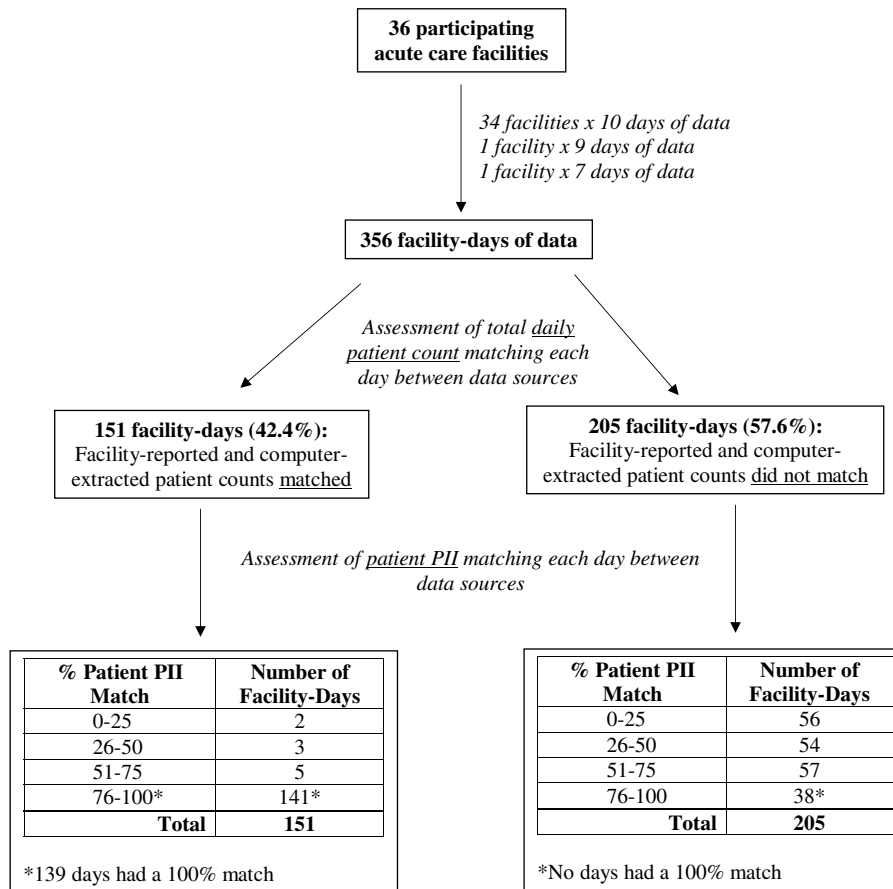 36 participating
acute care facilities
34 facilities x 10 days of data
1 facility x 9 days of data
1 facility x 7 days of data
356 facility-days of data
Assessment of total daily
patient count matching each
day between data sources
151 facility-days (42.4%):
Facility-reported and computer-
extracted patient counts matched
205 facility-days (57.6%):
Facility-reported and computer-
extracted patient counts did not match
Assessment of patient PII matching each day between
data sources
% Patient PII Match Number of Facility-Days
0-25 2
26-50 3
51-75 5
76-100* 141*
Total 151
*139 days had a 100% match
% Patient PII Match Number of Facility-Days
0-25 56
26-50 54
51-75 57
76-100 38*
Total 205
*No days had a 100% match